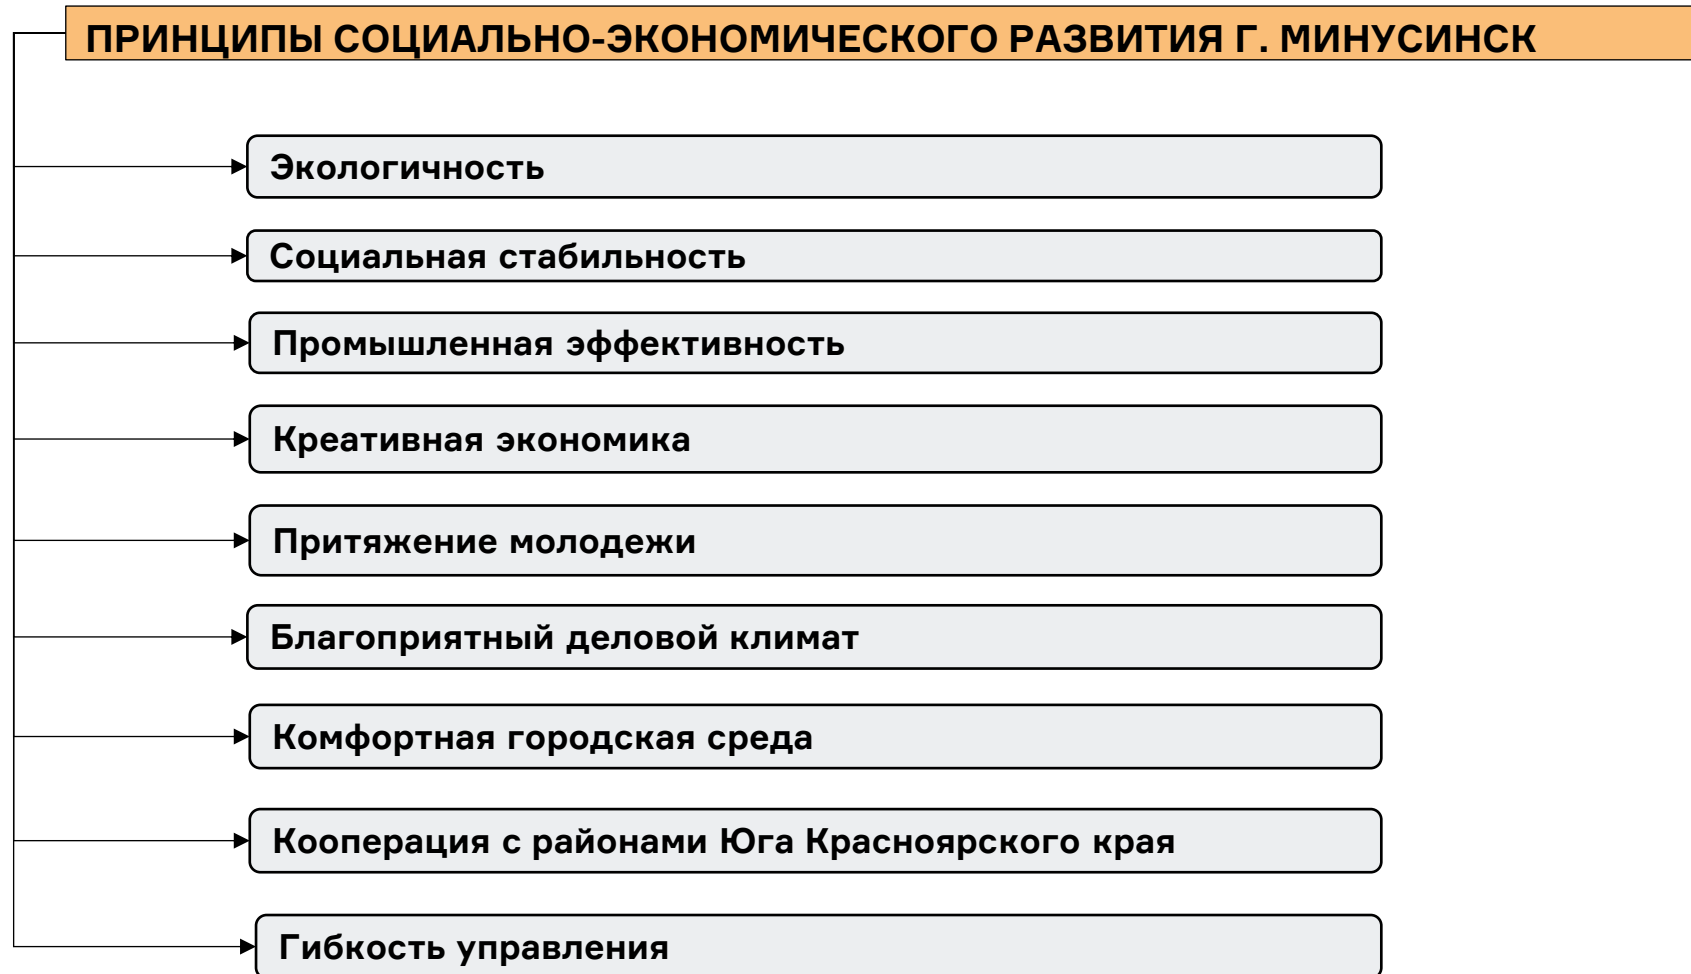 ПРИНЦИПЫ СОЦИАЛЬНО-ЭКОНОМИЧЕСКОГО РАЗВИТИЯ Г. МИНУСИНСК
Экологичность
Социальная стабильность
Промышленная эффективность
Креативная экономика
Притяжение молодежи
Благоприятный деловой климат
Комфортная городская среда
Кооперация с районами Юга Красноярского края
Гибкость управления